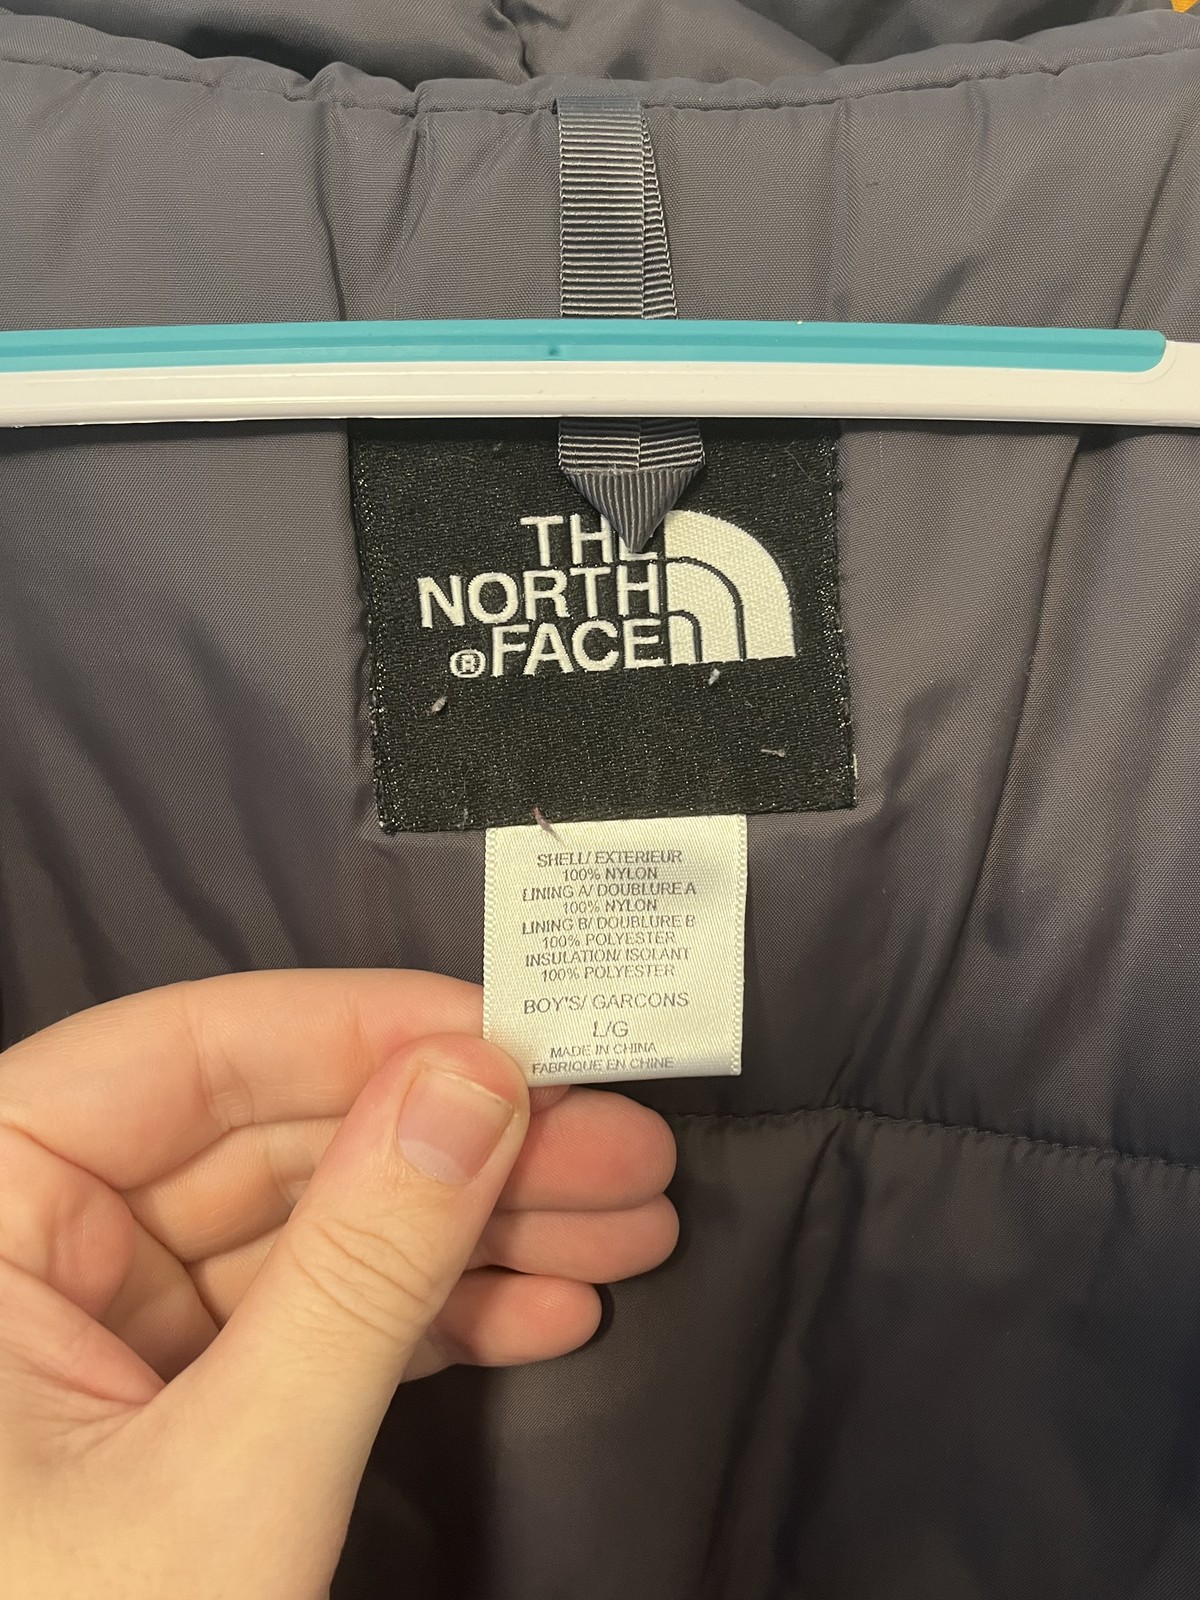 THE
NORTH
®FACE
SHELL/ EXTERIEUR
100% NYLON
LINING A/ DOUBLURE A
100% NYLON
LINING B/ DOUBLURE B
100% POLYESTER
INSULATION/ ISOLANT
100% POLYESTER
BOY'S/ GARCONS
L/G
MADE IN CHINA
FABRIQUE EN CHINE